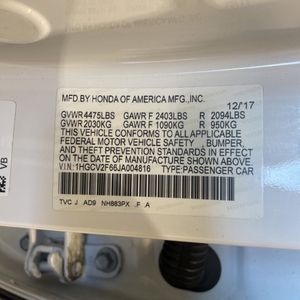 MFD.BY HONDA OF AMERICA MFG.,INC.
12/17
GVWR 4475LBS GAWR F 2403LBS R 2094LBS
GVWR 2030KG GAWR F 1090KG R 950KG
THIS VEHICLE CONFORMS TO ALL APPLICABLE
FEDERAL MOTOR VEHICLE SAFETY, BUMPER,
AND THEFT PREVENTION STANDARDS IN EFFECT
ON THE DATE OF MANUFACTURE SHOWN ABOVE.
V.I.N: 1HGCV2F66JA004816 TYPE:PASSENGER CAR
TVC J AD9 NH883PX .F .A
VB